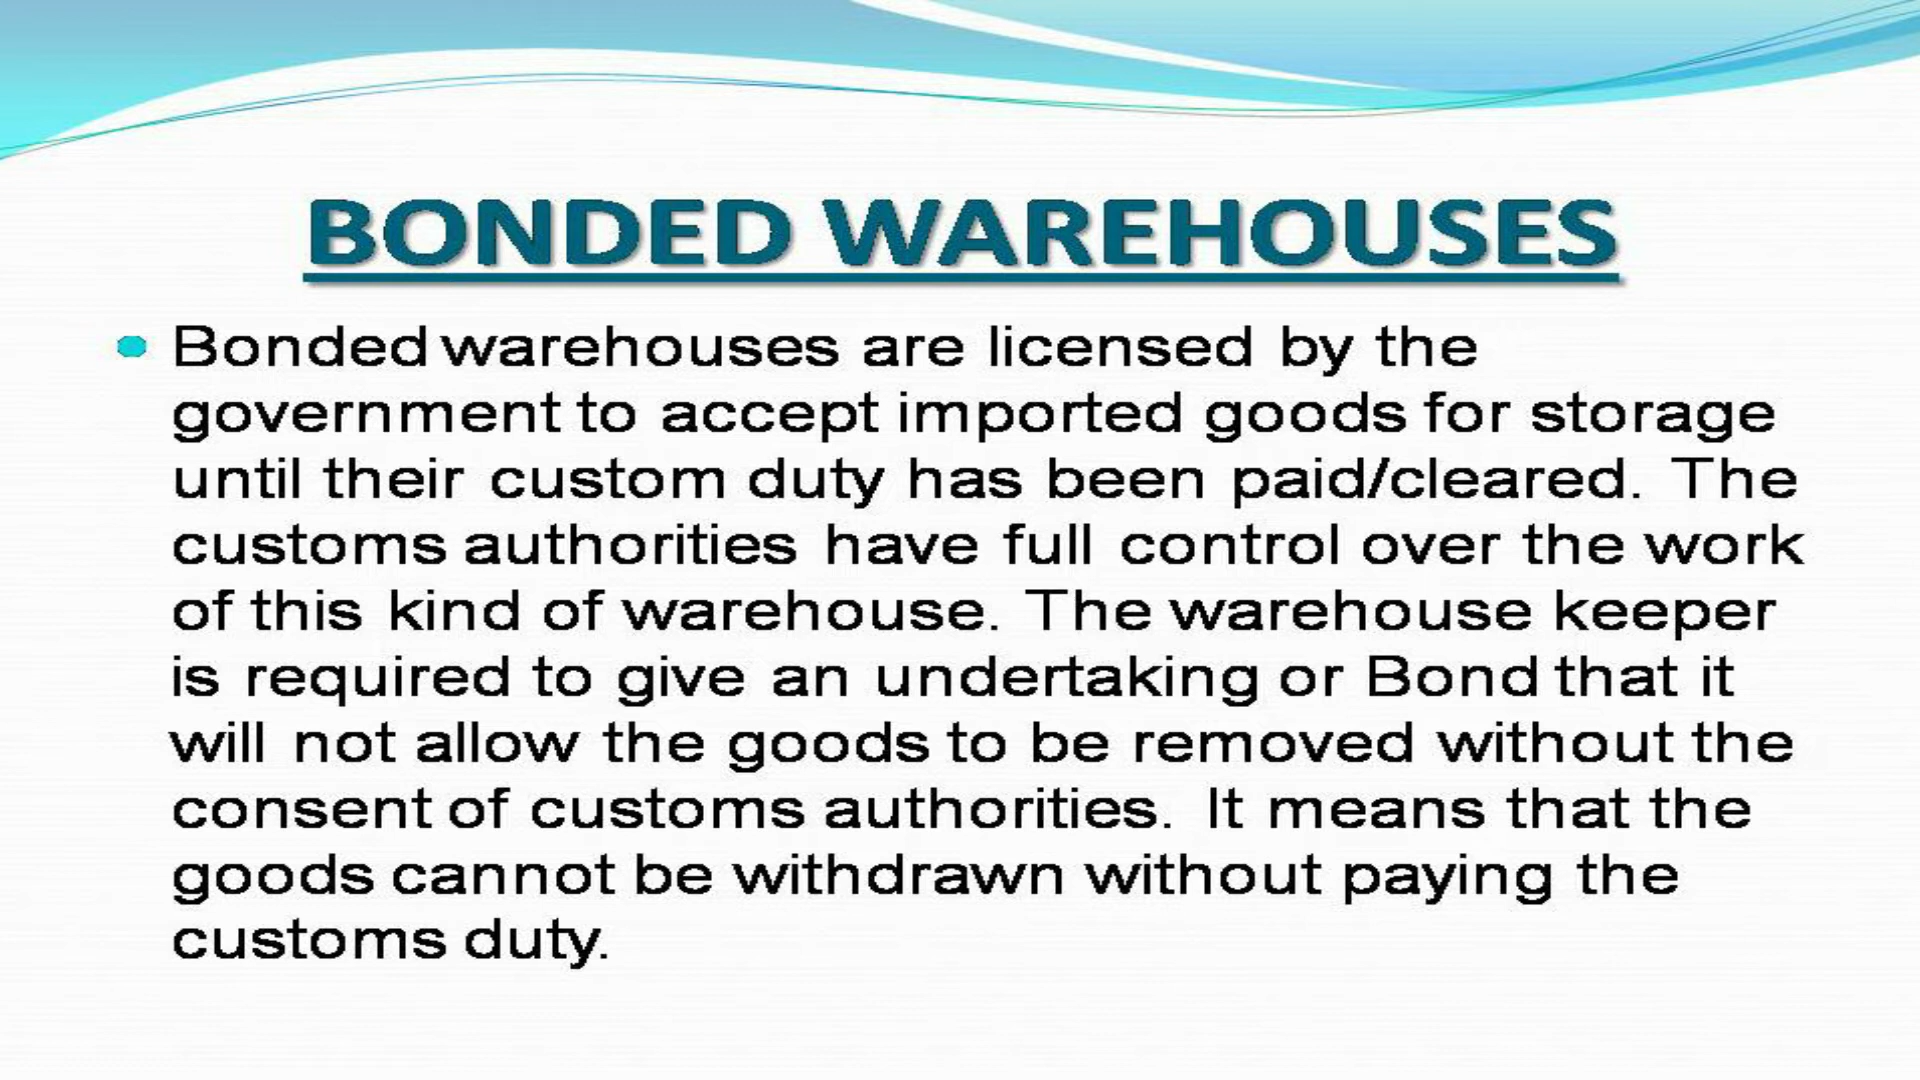 BONDED WAREHOUSES
• Bonded warehouses are licensed by the
government to accept imported goods for storage
until their custom duty has been paid/cleared. The
customs authorities have full control over the work
of this kind of warehouse. The warehouse keeper
is required to give an undertaking or Bond that it
will not allow the goods to be removed without the
consent of customs authorities. It means that the
goods cannot be withdrawn without paying the
customs duty.